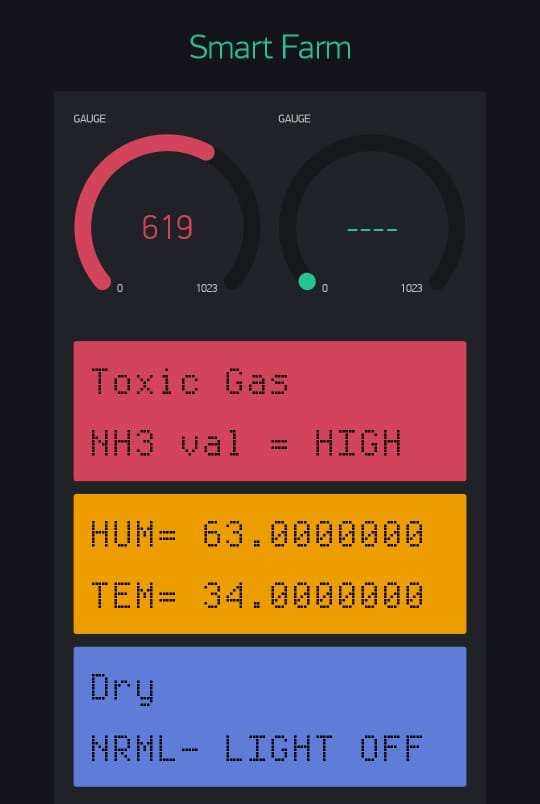 Smart Farm
GAUGE GAUGE
619 ----
0 1023 0 1023
Toxic Gas
NH3 val = HIGH
HUM= 63.0000000
TEM= 34.0000000
Dry
NRML- LIGHT OFF